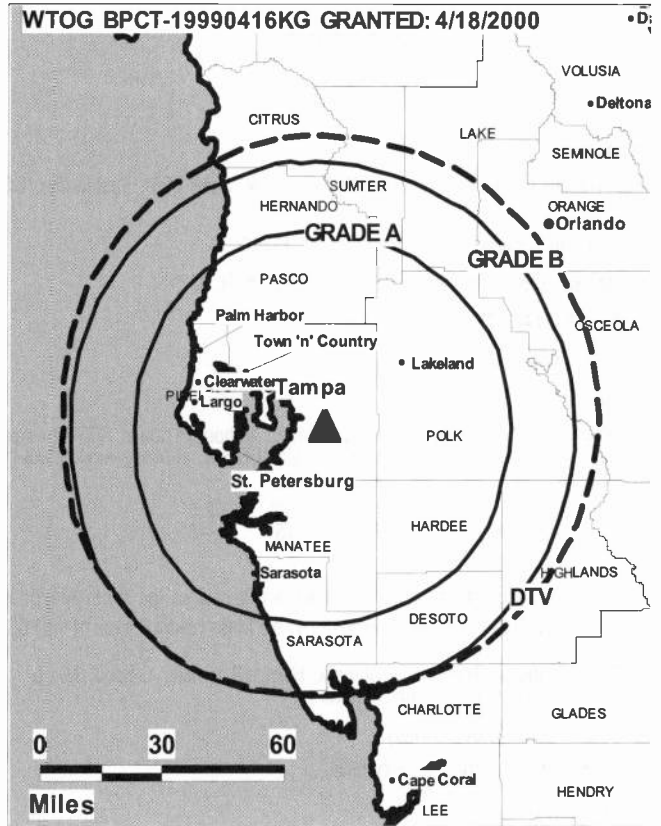 WTOG BPCT-19990416KG GRANTED: 4/18/2000
VOLUSIA
Deltona
CITRUS
LAKE
SEMINOLE
SUMTER
HERNANDO
ORANGE
Orlando
GRADE A
GRADE B
PASCO
Palm Harbor
OSCEOLA
Town 'n' Country
Lakeland
Clearwater
Tampa
Largo
POLK
St. Petersburg
HARDEE
MANATEE
Sarasota
HIGHLANDS
DTV
DESOTO
SARASOTA
CHARLOTTE
GLADES
0 30 60
Cape Coral
HENDRY
Miles
LEE